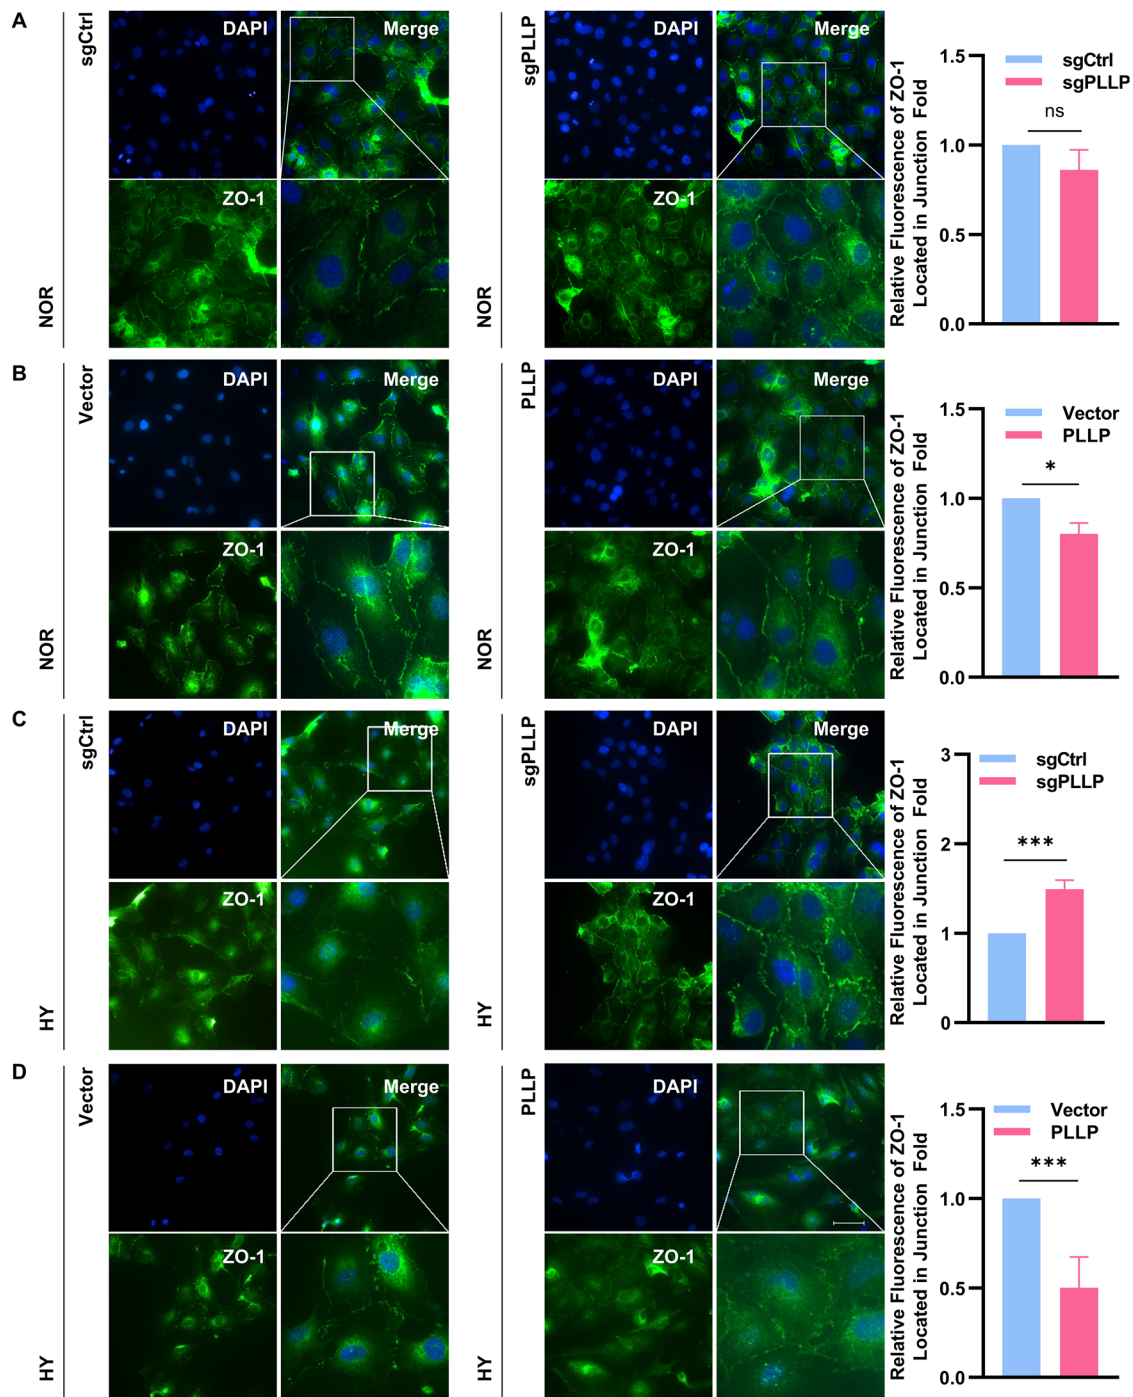 A
sgCtrl
NOR
DAPI
Merge
ZO-1
sgPLLP
NOR
DAPI
Merge
ZO-1
Relative Fluorescence of ZO-1
Located in Junction Fold
1.5
1.0
0.5
0.0
sgCtrl
sgPLLP
ns
B
Vector
NOR
DAPI
Merge
ZO-1
PLLP
NOR
DAPI
Merge
ZO-1
Relative Fluorescence of ZO-1
Located in Junction Fold
1.5
1.0
0.5
0.0
Vector
PLLP
*
C
sgCtrl
HY
DAPI
Merge
ZO-1
sgPLLP
HY
DAPI
Merge
ZO-1
Relative Fluorescence of ZO-1
Located in Junction Fold
3
2
1
0
sgCtrl
sgPLLP
***
D
Vector
HY
DAPI
Merge
ZO-1
PLLP
HY
DAPI
Merge
ZO-1
Relative Fluorescence of ZO-1
Located in Junction Fold
1.5
1.0
0.5
0.0
Vector
PLLP
***